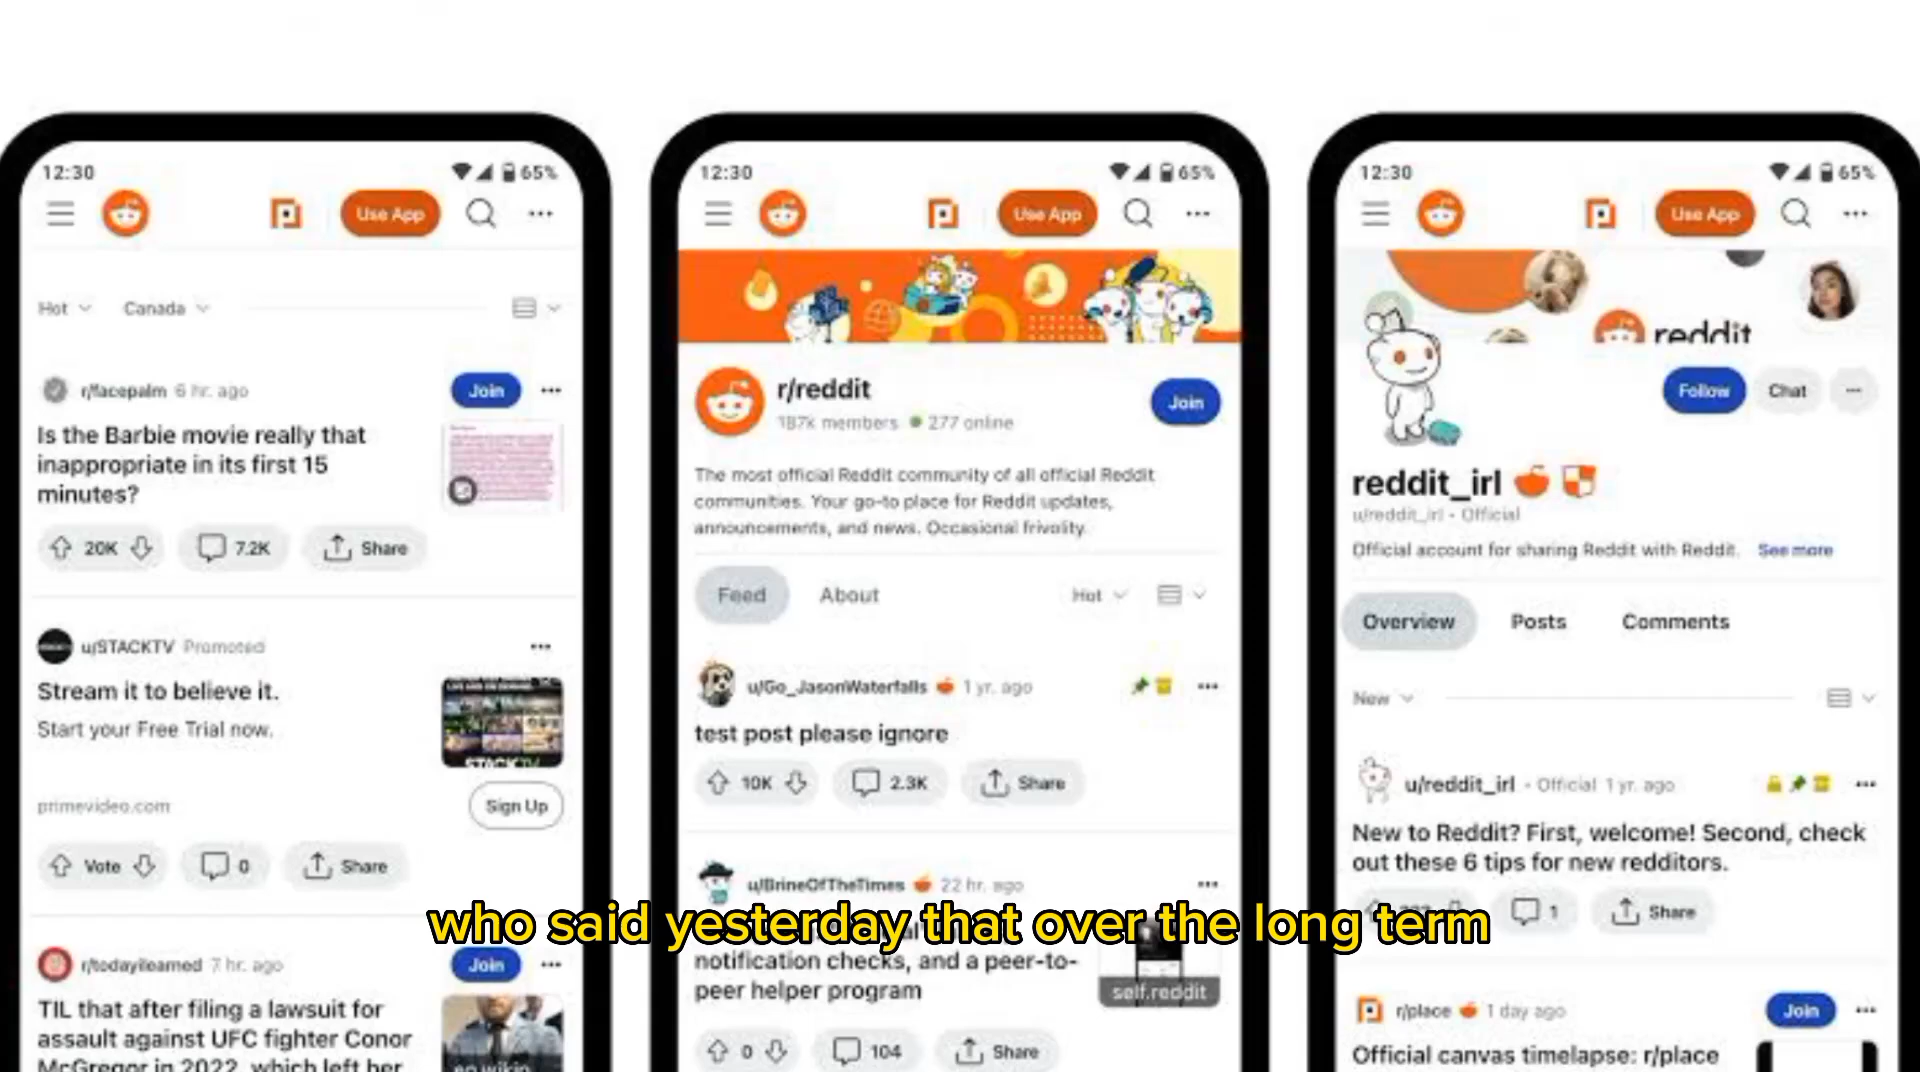 12:30
65%
Use App
Hot
Canada
r/facepalm 6 hr. ago
Join
Is the Barbie movie really that
inappropriate in its first 15
minutes?
20K
7.2K
Share
u/STACKTV Promoted
Stream it to believe it.
Start your Free Trial now.
LIVE AND ON DEMAND
STACKTV
primevideo.com
Sign Up
Vote
0
Share
r/todayilearned 7 hr. ago
Join
TIL that after filing a lawsuit for
assault against UFC fighter Conor
McGregor in 2022, which left her
en.wikip
12:30
65%
Use App
r/reddit
187k members
277 online
Join
The most official Reddit community of all official Reddit
communities. Your go-to place for Reddit updates,
announcements, and news. Occasional frivolity.
Feed
About
Hot
u/Go_JasonWaterfalls
1 yr. ago
test post please ignore
10K
2.3K
Share
u/BrineOfTheTimes
22 hr. ago
notification checks, and a peer-to-
peer helper program
self.reddit
0
104
Share
12:30
65%
Use App
reddit
Follow
Chat
reddit_irl
u/reddit_irl • Official
Official account for sharing Reddit with Reddit. See more
Overview
Posts
Comments
New
u/reddit_irl • Official 1 yr. ago
New to Reddit? First, welcome! Second, check
out these 6 tips for new redditors.
1
Share
r/place
1 day ago
Join
Official canvas timelapse: r/place
who said yesterday that over the long term